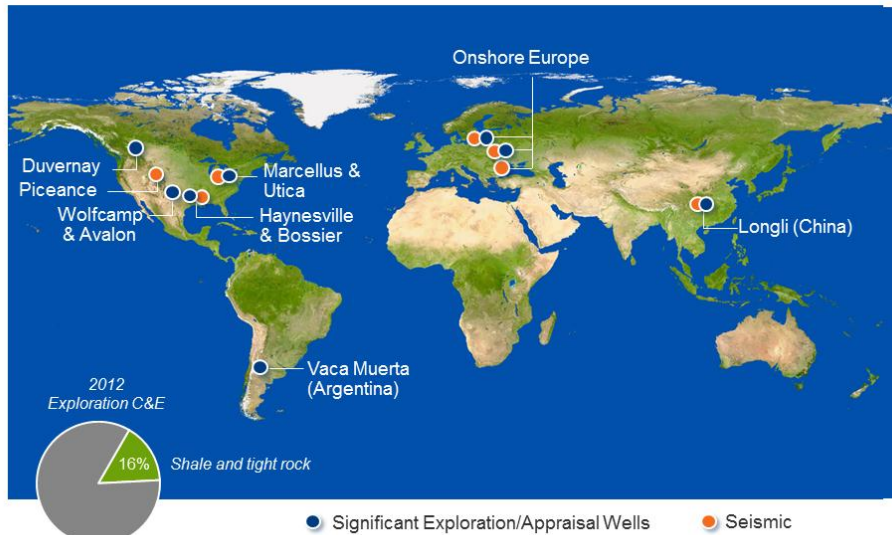 Onshore Europe
Duvernay
Piceance
Wolfcamp
& Avalon
Marcellus &
Utica
Haynesville
& Bossier
Longli (China)
Vaca Muerta
(Argentina)
2012
Exploration C&E
16%
Shale and tight rock
Significant Exploration/Appraisal Wells
Seismic